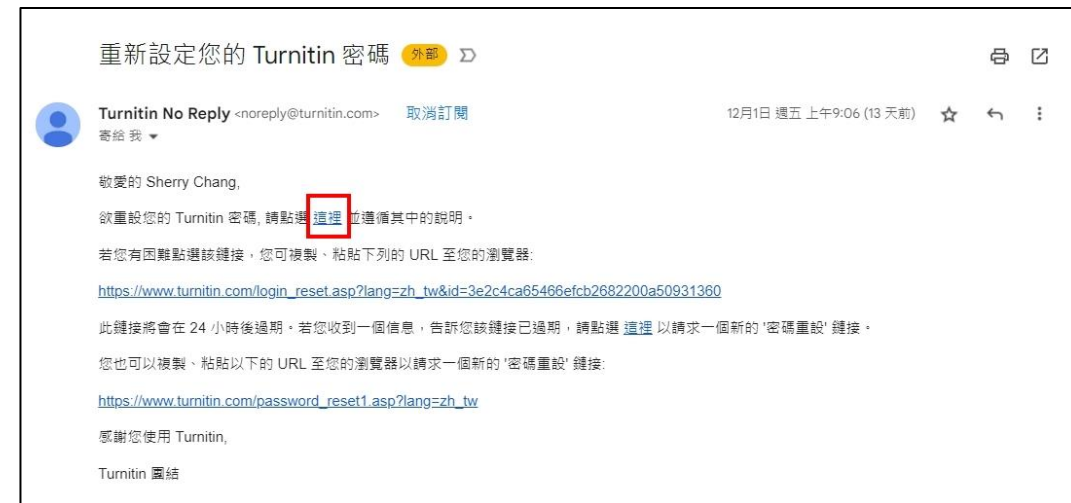 重新設定您的 Turnitin 密碼 外部
Turnitin No Reply <noreply@turnitin.com> 取消訂閱 12月1日 週五 上午9:06 (13 天前)
寄給 我
敬愛的 Sherry Chang,
欲重設您的 Turnitin 密碼, 請點選 這裡 並遵循其中的說明。
若您有困難點選該鏈接，您可複製、粘貼下列的 URL 至您的瀏覽器:
https://www.turnitin.com/login_reset.asp?lang=zh_tw&id=3e2c4ca65466efcb2682200a50931360
此鏈接將會在 24 小時後過期。若您收到一個信息，告訴您該鏈接已過期，請點選 這裡 以請求一個新的 '密碼重設' 鏈接。
您也可以複製、粘貼以下的 URL 至您的瀏覽器以請求一個新的 '密碼重設' 鏈接:
https://www.turnitin.com/password_reset1.asp?lang=zh_tw
感謝您使用 Turnitin,
Turnitin 團結